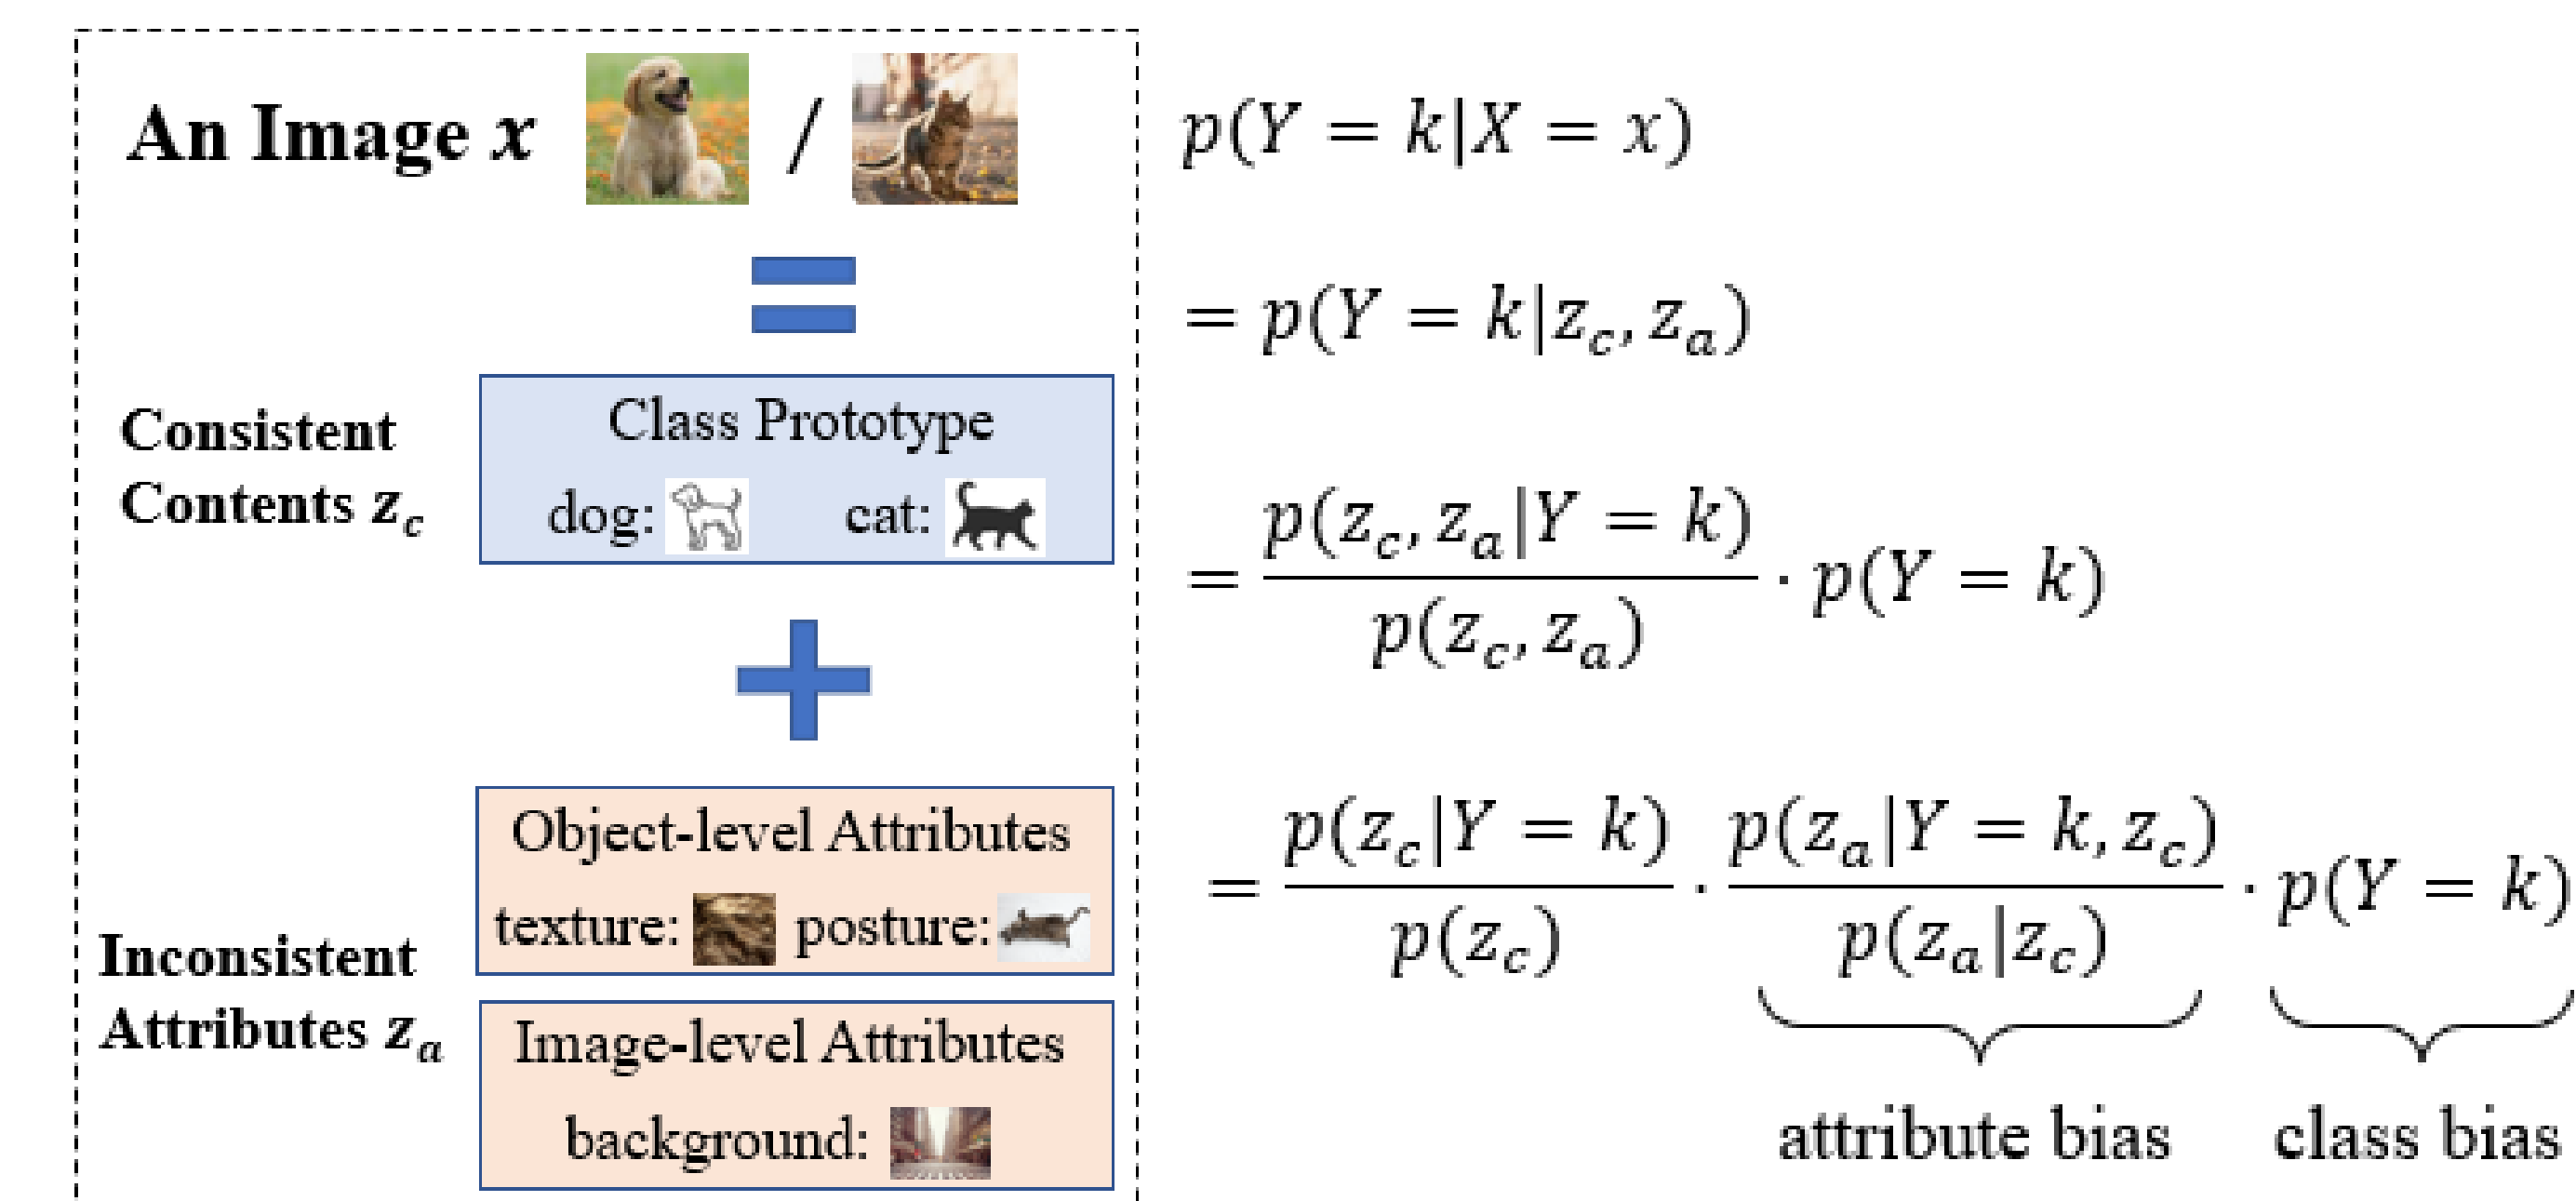 An Image x /
p(Y = k|X = x)
= p(Y = k|z_c, z_a)
Consistent
Contents z_c
Class Prototype
dog: cat:
= p(z_c, z_a|Y = k) / p(z_c, z_a) · p(Y = k)
Inconsistent
Attributes z_a
Object-level Attributes
texture: posture:
Image-level Attributes
background:
= p(z_c|Y = k) / p(z_c) · p(z_a|Y = k, z_c) / p(z_a|z_c) · p(Y = k)
attribute bias class bias